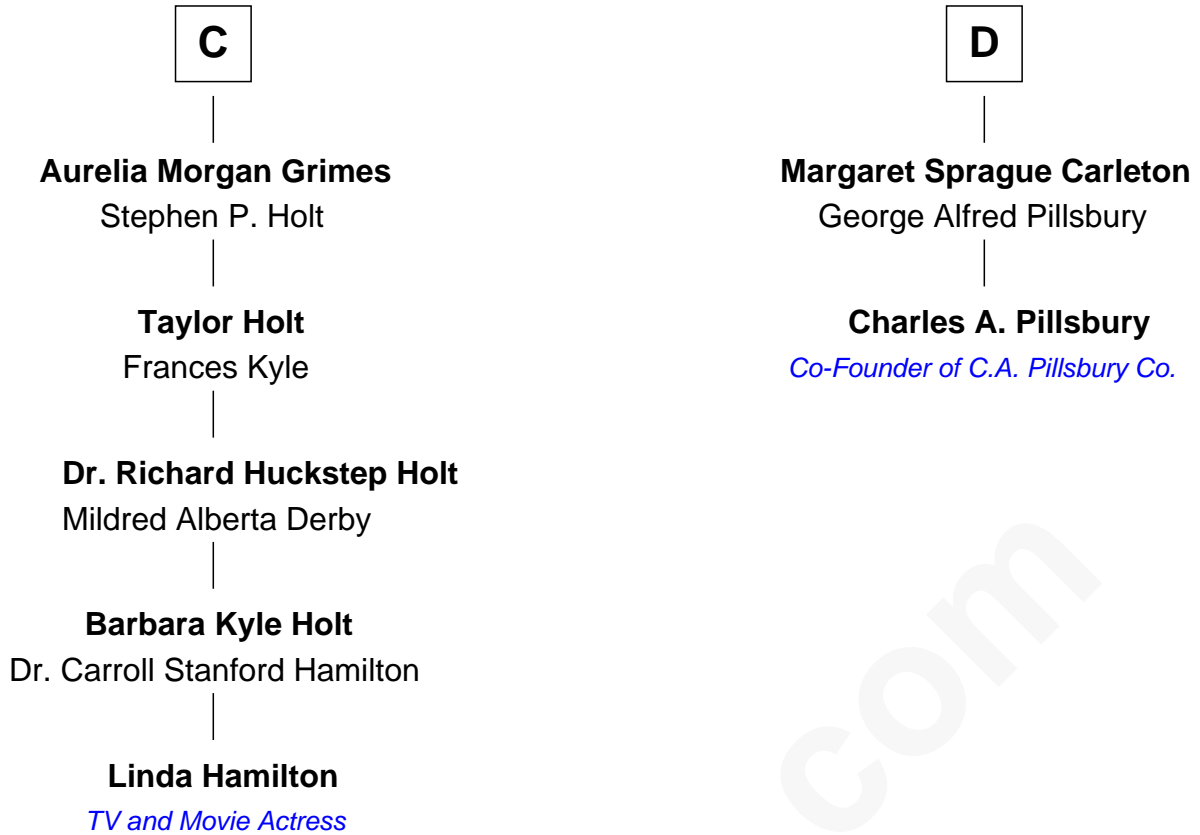 C
Aurelia Morgan Grimes
Stephen P. Holt
Taylor Holt
Frances Kyle
Dr. Richard Huckstep Holt
Mildred Alberta Derby
Barbara Kyle Holt
Dr. Carroll Stanford Hamilton
Linda Hamilton
TV and Movie Actress
D
Margaret Sprague Carleton
George Alfred Pillsbury
Charles A. Pillsbury
Co-Founder of C.A. Pillsbury Co.
com